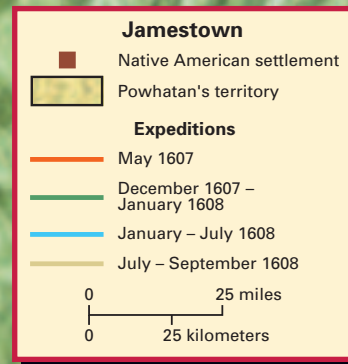 Jamestown
Native American settlement
Powhatan's territory
Expeditions
May 1607
December 1607 –
January 1608
January – July 1608
July – September 1608
0 25 miles
0 25 kilometers